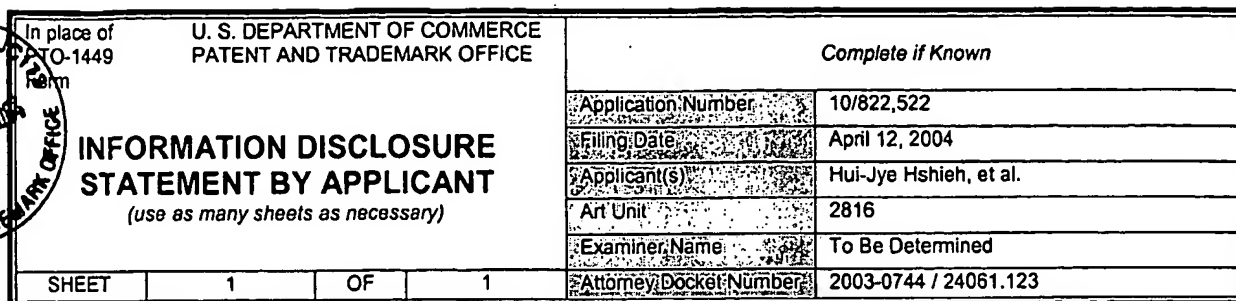 In place of
PTO-1449
Form
U. S. DEPARTMENT OF COMMERCE
PATENT AND TRADEMARK OFFICE
INFORMATION DISCLOSURE
STATEMENT BY APPLICANT
(use as many sheets as necessary)
SHEET 1 OF 1
Complete if Known
Application Number 10/822,522
Filing Date April 12, 2004
Applicant(s) Hui-Jye Hshieh, et al.
Art Unit 2816
Examiner Name To Be Determined
Attorney Docket Number 2003-0744 / 24061.123
OFFICE